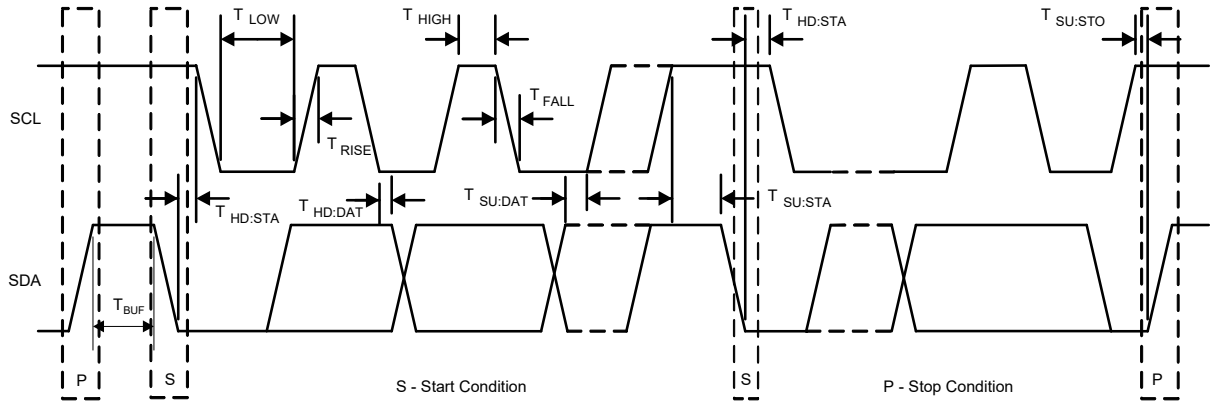 T LOW
T HIGH
T HD:STA
T SU:STO
SCL
T FALL
T RISE
T HD:STA
T HD:DAT
T SU:DAT
T SU:STA
SDA
T BUF
P
S
S - Start Condition
S
P - Stop Condition
P